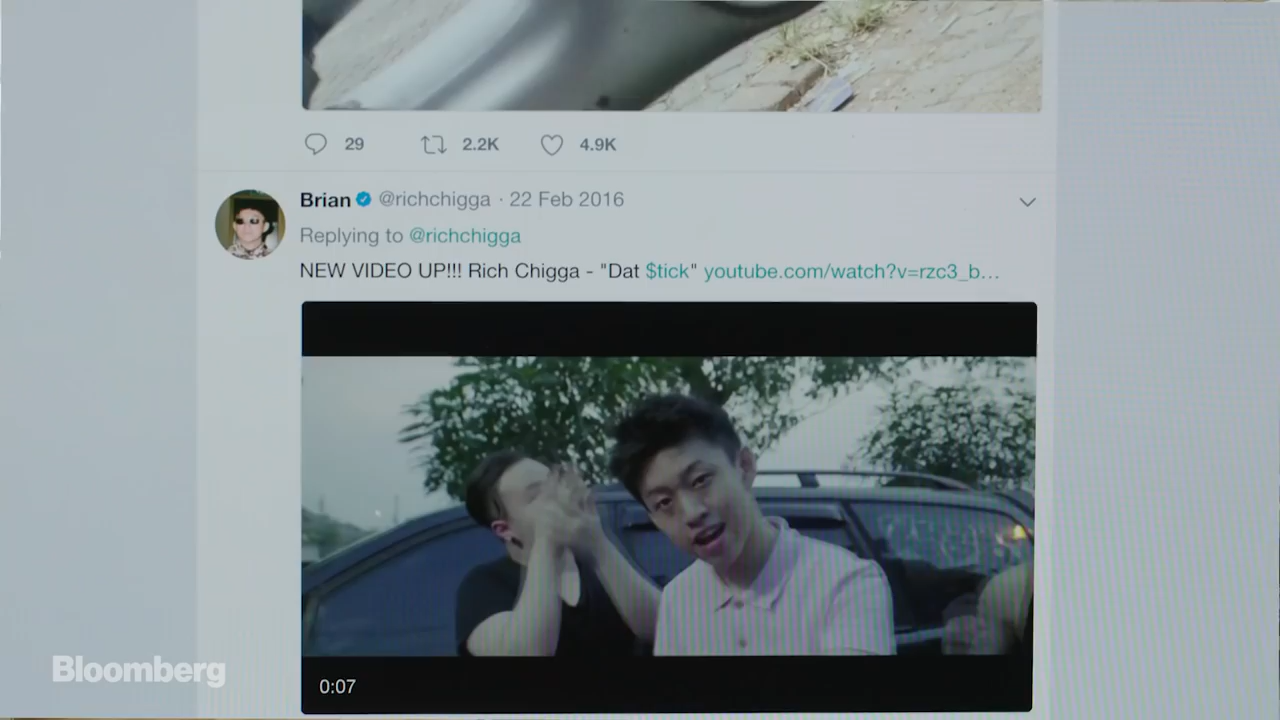 29 2.2K 4.9K
Brian @richchigga · 22 Feb 2016
Replying to @richchigga
NEW VIDEO UP!!! Rich Chigga - "Dat $tick" youtube.com/watch?v=rzc3_b…
Bloomberg
0:07